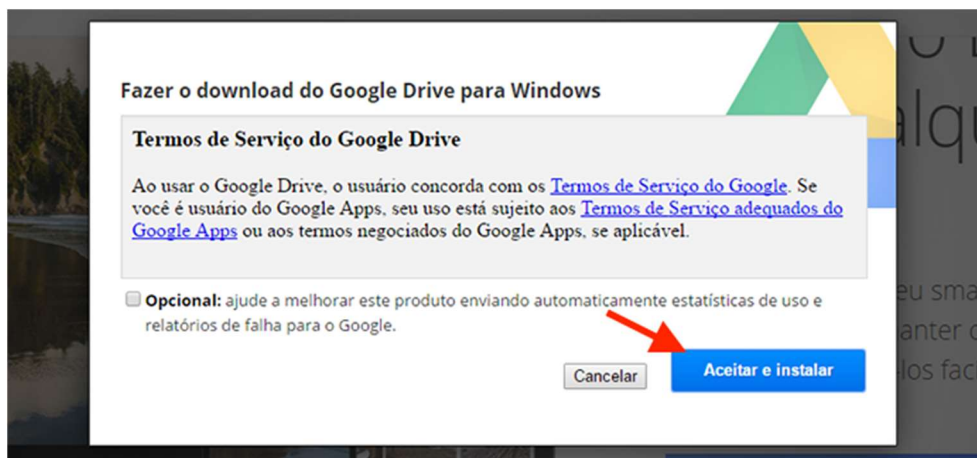 Fazer o download do Google Drive para Windows
Termos de Serviço do Google Drive
Ao usar o Google Drive, o usuário concorda com os Termos de Serviço do Google. Se
você é usuário do Google Apps, seu uso está sujeito aos Termos de Serviço adequados do
Google Apps ou aos termos negociados do Google Apps, se aplicável.
Opcional: ajude a melhorar este produto enviando automaticamente estatísticas de uso e
relatórios de falha para o Google.
Cancelar
Aceitar e instalar